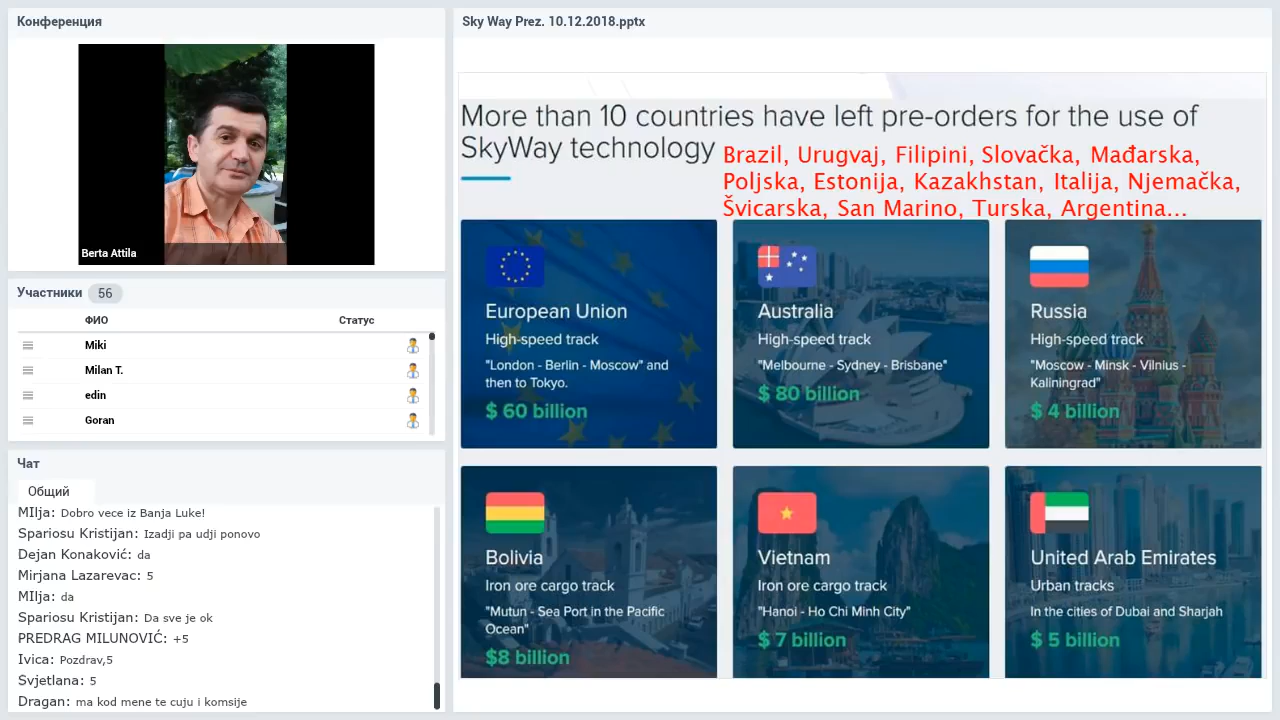 Конференция
Berta Attila
Участники 56
ФИО Статус
Miki
Milan T.
edin
Goran
Чат
Общий
MIlja: Dobro vece iz Banja Luke!
Spariosu Kristijan: Izadji pa udji ponovo
Dejan Konaković: da
Mirjana Lazarevac: 5
MIlja: da
Spariosu Kristijan: Da sve je ok
PREDRAG MILUNOVIĆ: +5
Ivica: Pozdrav,5
Svjetlana: 5
Dragan: ma kod mene te cuju i komsije
Sky Way Prez. 10.12.2018.pptx
More than 10 countries have left pre-orders for the use of
SkyWay technology
Brazil, Urugvaj, Filipini, Slovačka, Mađarska,
Poljska, Estonija, Kazakhstan, Italija, Njemačka,
Švicarska, San Marino, Turska, Argentina...
European Union
High-speed track
"London - Berlin - Moscow" and
then to Tokyo.
$ 60 billion
Australia
High-speed track
"Melbourne - Sydney - Brisbane"
$ 80 billion
Russia
High-speed track
"Moscow - Minsk - Vilnius -
Kaliningrad"
$ 4 billion
Bolivia
Iron ore cargo track
"Mutun - Sea Port in the Pacific
Ocean"
$8 billion
Vietnam
Iron ore cargo track
"Hanoi - Ho Chi Minh City"
$ 7 billion
United Arab Emirates
Urban tracks
In the cities of Dubai and Sharjah
$ 5 billion